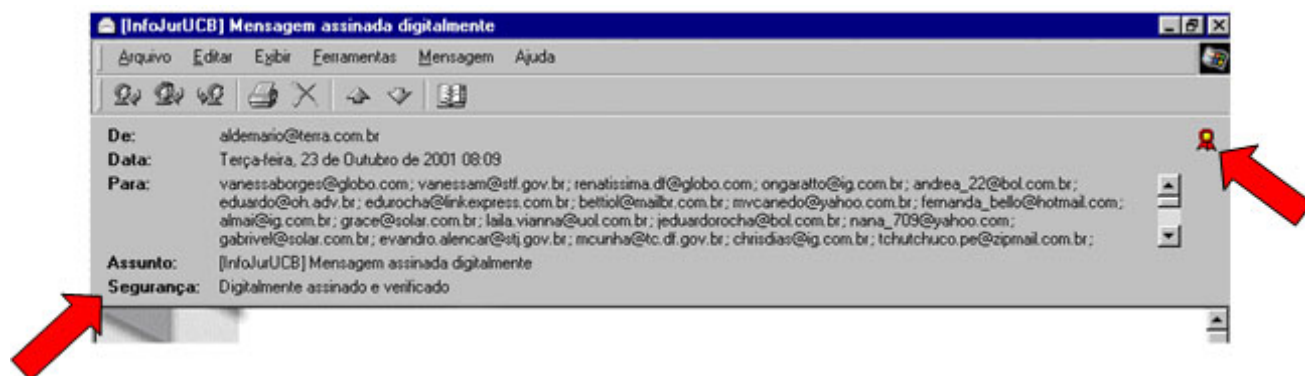 [InfoJurUCB] Mensagem assinada digitalmente
Arquivo Editar Exibir Ferramentas Mensagem Ajuda
De: aldemario@terra.com.br
Data: Terça-feira, 23 de Outubro de 2001 08:09
Para: vanessaborges@globo.com; vanessam@stf.gov.br; renatissima.df@globo.com; ongaratto@ig.com.br; andrea_22@bol.com.br;
eduardo@oh.adv.br; edurocha@linkexpress.com.br; bettiol@mailbr.com.br; mvcanedo@yahoo.com.br; fernanda_bello@hotmail.com;
almai@ig.com.br; grace@solar.com.br; laila.vianna@uol.com.br; jeduardorocha@bol.com.br; nana_709@yahoo.com;
gabrivel@solar.com.br; evandro.alencar@stj.gov.br; mcunha@tc.df.gov.br; chrisdias@ig.com.br; tchutchuco.pe@zipmail.com.br;
Assunto: [InfoJurUCB] Mensagem assinada digitalmente
Segurança: Digitalmente assinado e verificado